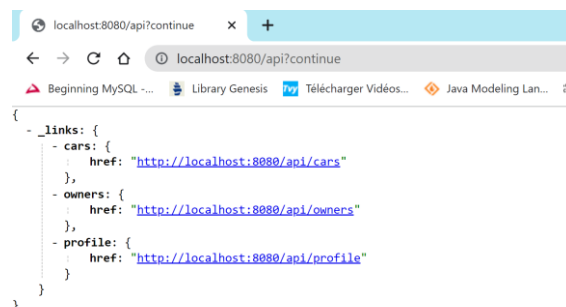 localhost:8080/api?continue
localhost:8080/api?continue
Beginning MySQL -... Library Genesis Tvy Télécharger Vidéos... Java Modeling Lan...
{
- _links: {
- cars: {
href: "http://localhost:8080/api/cars"
},
- owners: {
href: "http://localhost:8080/api/owners"
},
- profile: {
href: "http://localhost:8080/api/profile"
}
}
}